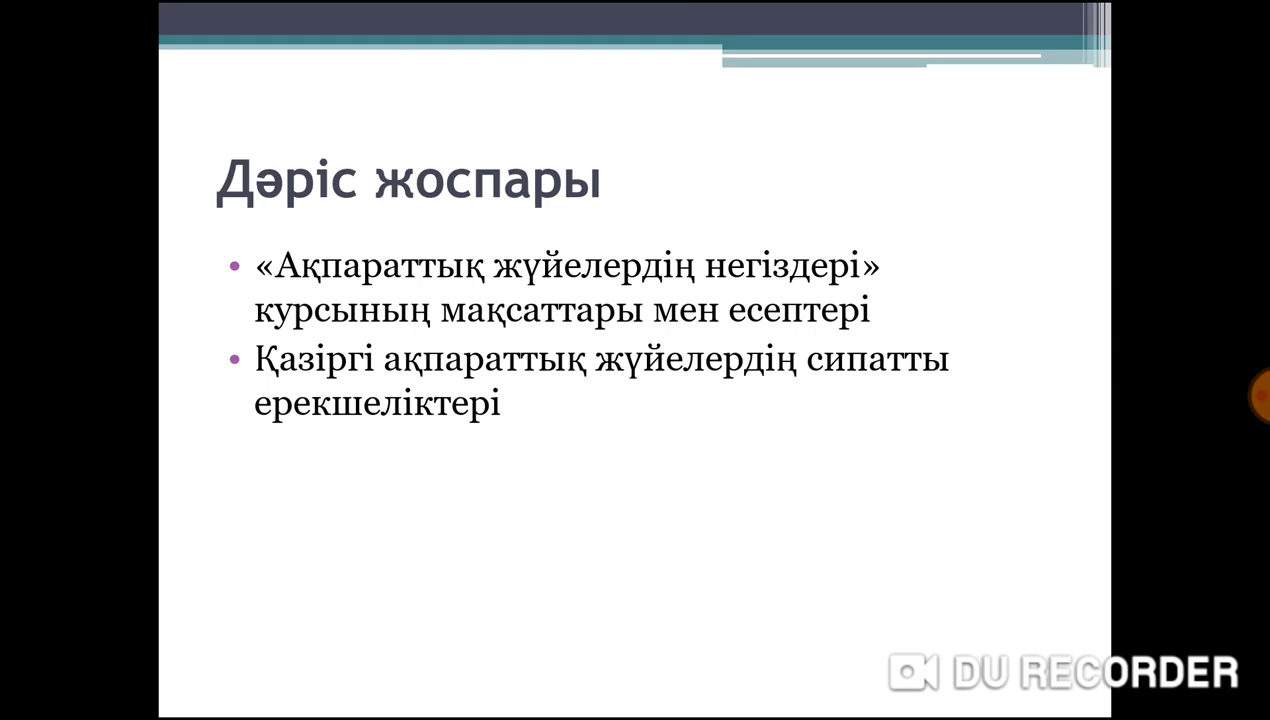 Дәріс жоспары
• «Ақпараттық жүйелердің негіздері»
курсының мақсаттары мен есептері
• Қазіргі ақпараттық жүйелердің сипатты
ерекшеліктері
DU RECORDER